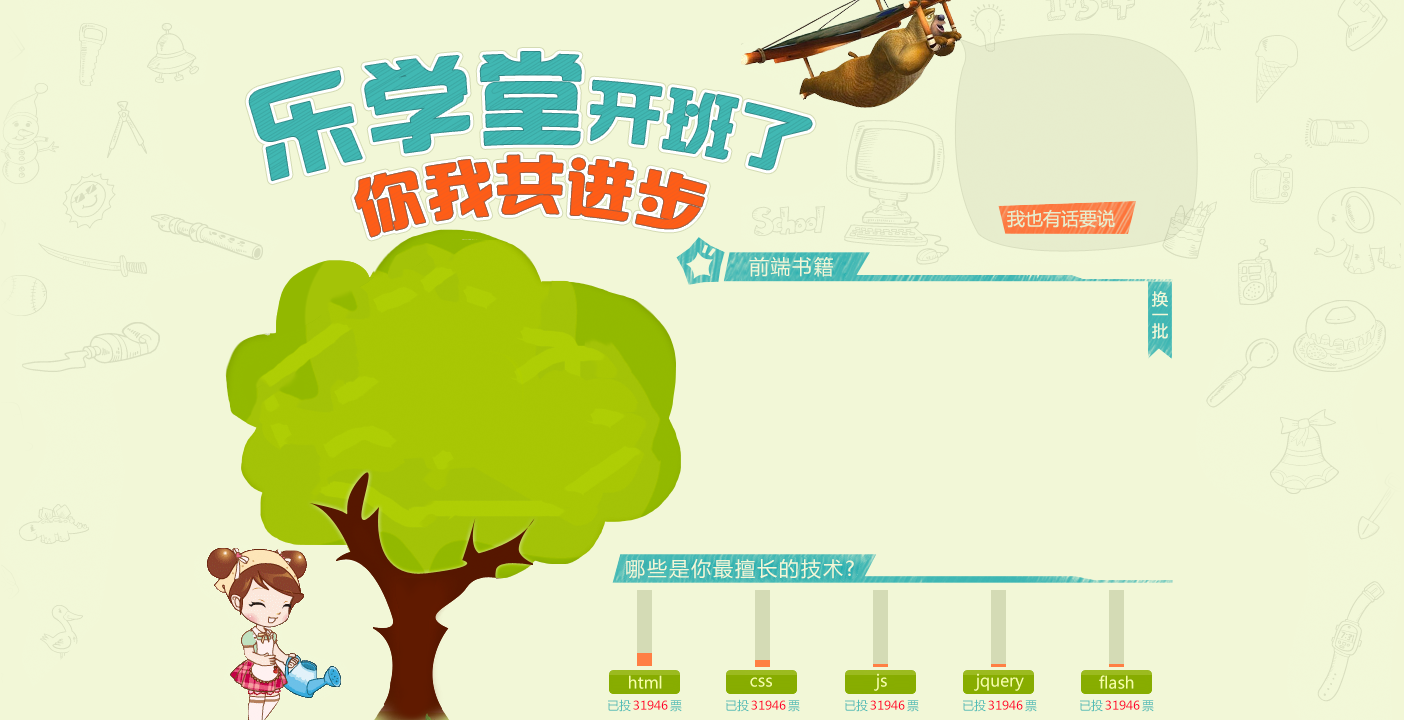 1+3=4
乐学堂开班了
你我共进步
School
我也有话要说
前端书籍
换一批
哪些是你最擅长的技术?
html
css
js
jquery
flash
已投31946票
已投31946票
已投31946票
已投31946票
已投31946票